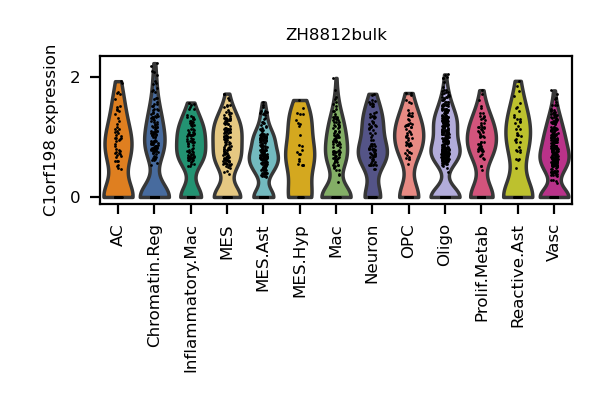 ZH8812bulk
C1orf198 expression
2
0
AC
Chromatin.Reg
Inflammatory.Mac
MES
MES.Ast
MES.Hyp
Mac
Neuron
OPC
Oligo
Prolif.Metab
Reactive.Ast
Vasc